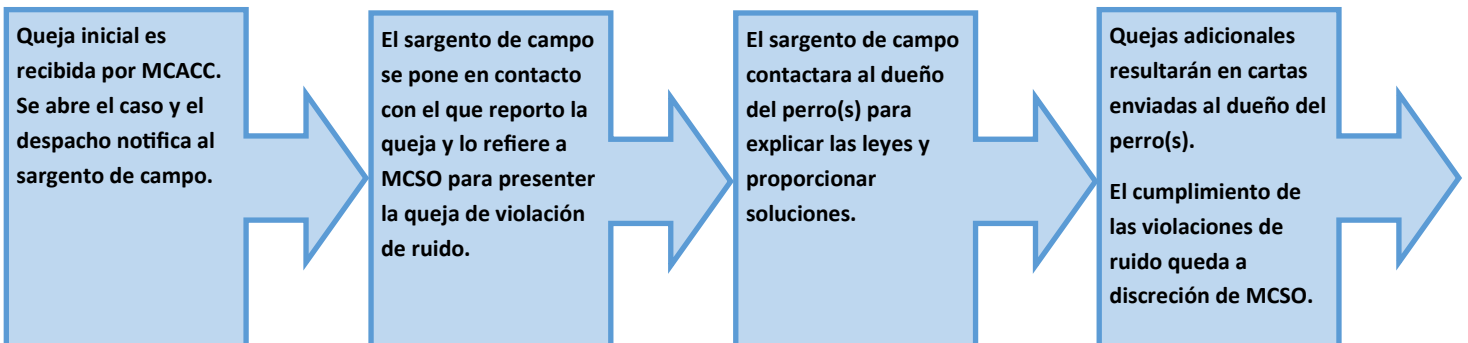 Queja inicial es
recibida por MCACC.
Se abre el caso y el
despacho notifica al
sargento de campo.
El sargento de campo
se pone en contacto
con el que reporto la
queja y lo refiere a
MCSO para presentar
la queja de violación
de ruido.
El sargento de campo
contactara al dueño
del perro(s) para
explicar las leyes y
proporcionar
soluciones.
Quejas adicionales
resultarán en cartas
enviadas al dueño del
perro(s).
El cumplimiento de
las violaciones de
ruido queda a
discreción de MCSO.